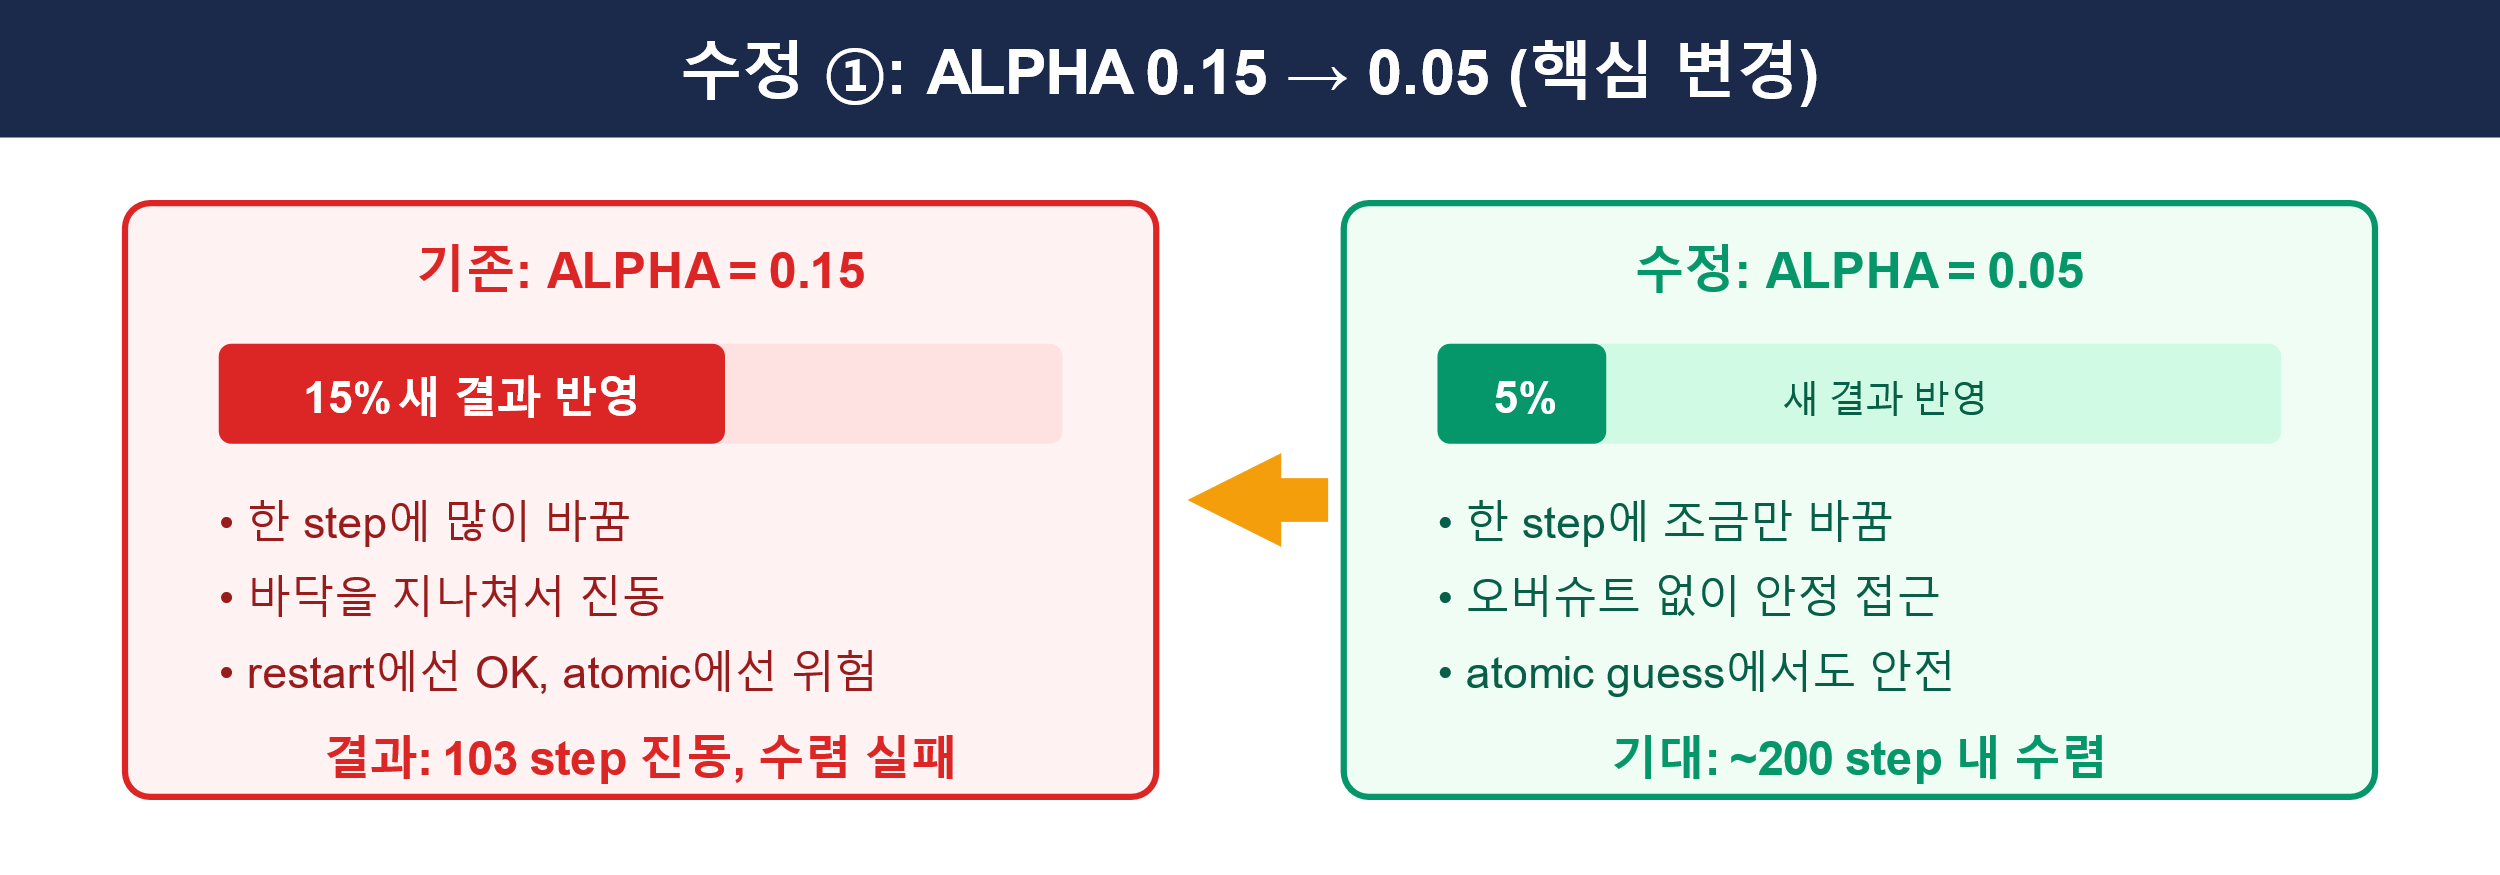 수정 ①: ALPHA 0.15 → 0.05 (핵심 변경)
기존: ALPHA = 0.15
15% 새 결과 반영
• 한 step에 많이 바꿈
• 바닥을 지나쳐서 진동
• restart에선 OK, atomic에선 위험
결과: 103 step 진동, 수렴 실패
수정: ALPHA = 0.05
5% 새 결과 반영
• 한 step에 조금만 바꿈
• 오버슈트 없이 안정 접근
• atomic guess에서도 안전
기대: ~200 step 내 수렴